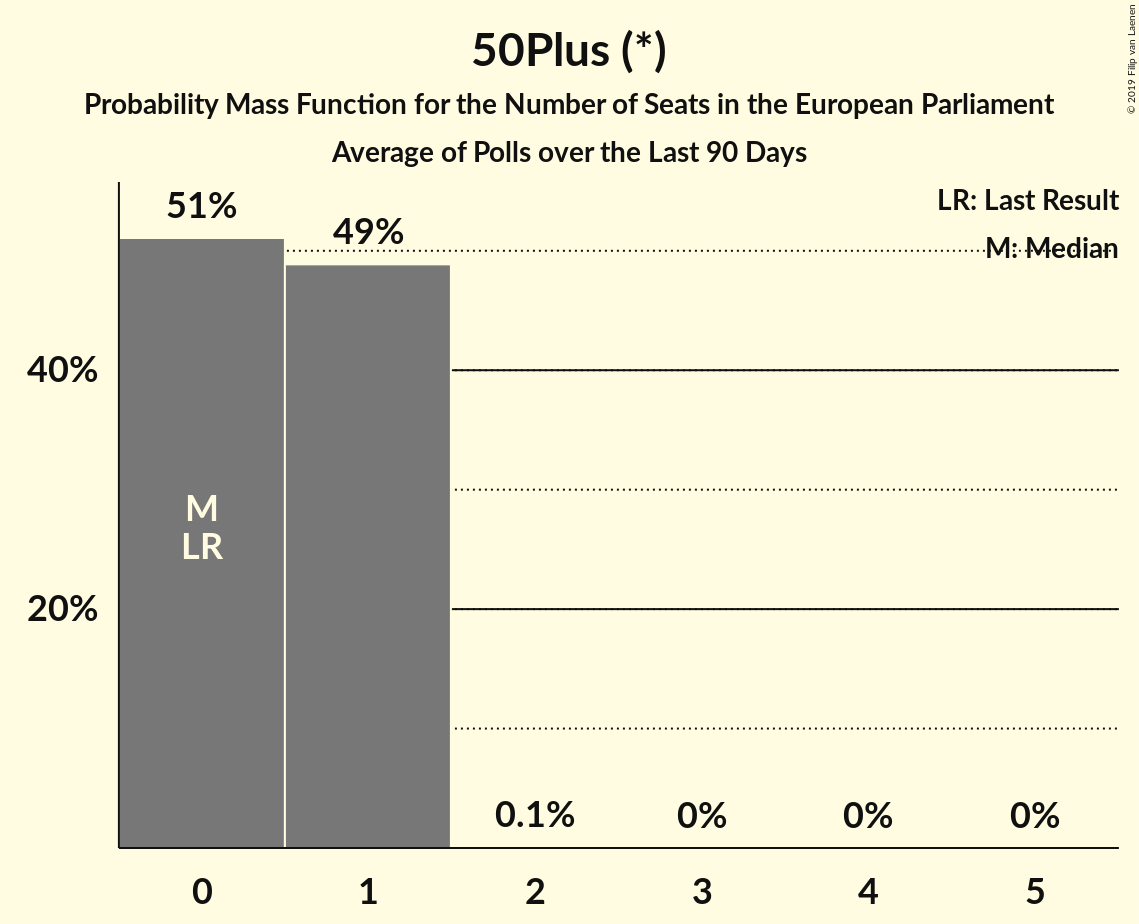 50Plus (*)
Probability Mass Function for the Number of Seats in the European Parliament
Average of Polls over the Last 90 Days
© 2019 Filip van Laenen
LR: Last Result
M: Median
51%
49%
40%
20%
M
LR
0.1%
0%
0%
0%
0
1
2
3
4
5